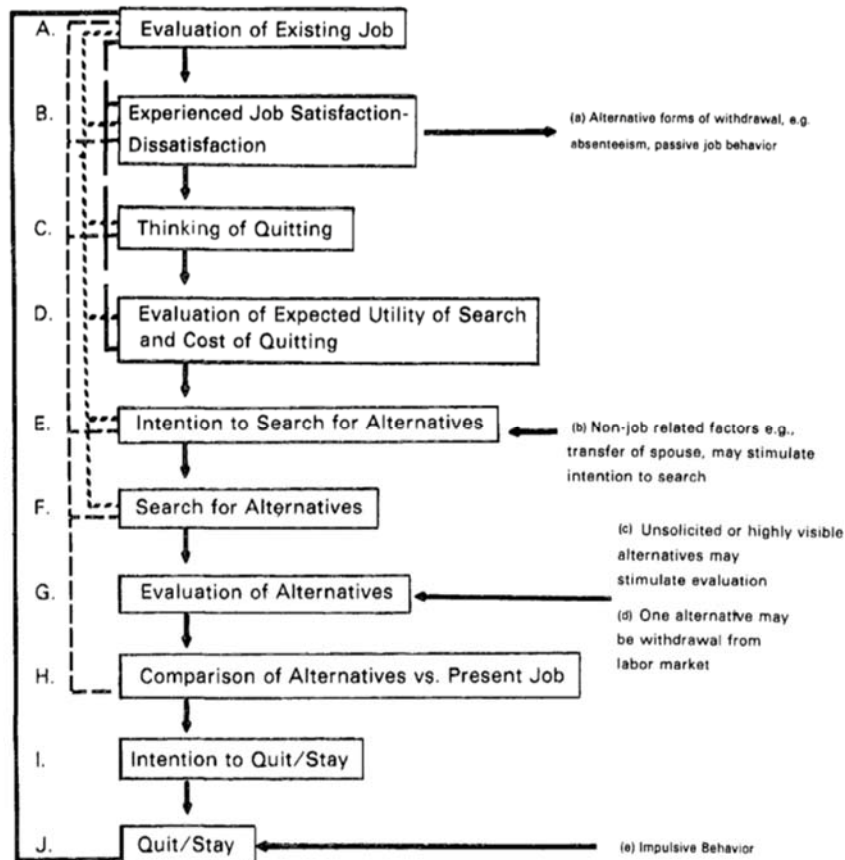 A. Evaluation of Existing Job
B. Experienced Job Satisfaction-
Dissatisfaction
(a) Alternative forms of withdrawal, e.g.
absenteeism, passive job behavior
C. Thinking of Quitting
D. Evaluation of Expected Utility of Search
and Cost of Quitting
E. Intention to Search for Alternatives
(b) Non-job related factors e.g.,
transfer of spouse, may stimulate
intention to search
F. Search for Alternatives
(c) Unsolicited or highly visible
alternatives may
stimulate evaluation
G. Evaluation of Alternatives
(d) One alternative may
be withdrawal from
labor market
H. Comparison of Alternatives vs. Present Job
I. Intention to Quit/Stay
J. Quit/Stay
(e) Impulsive Behavior